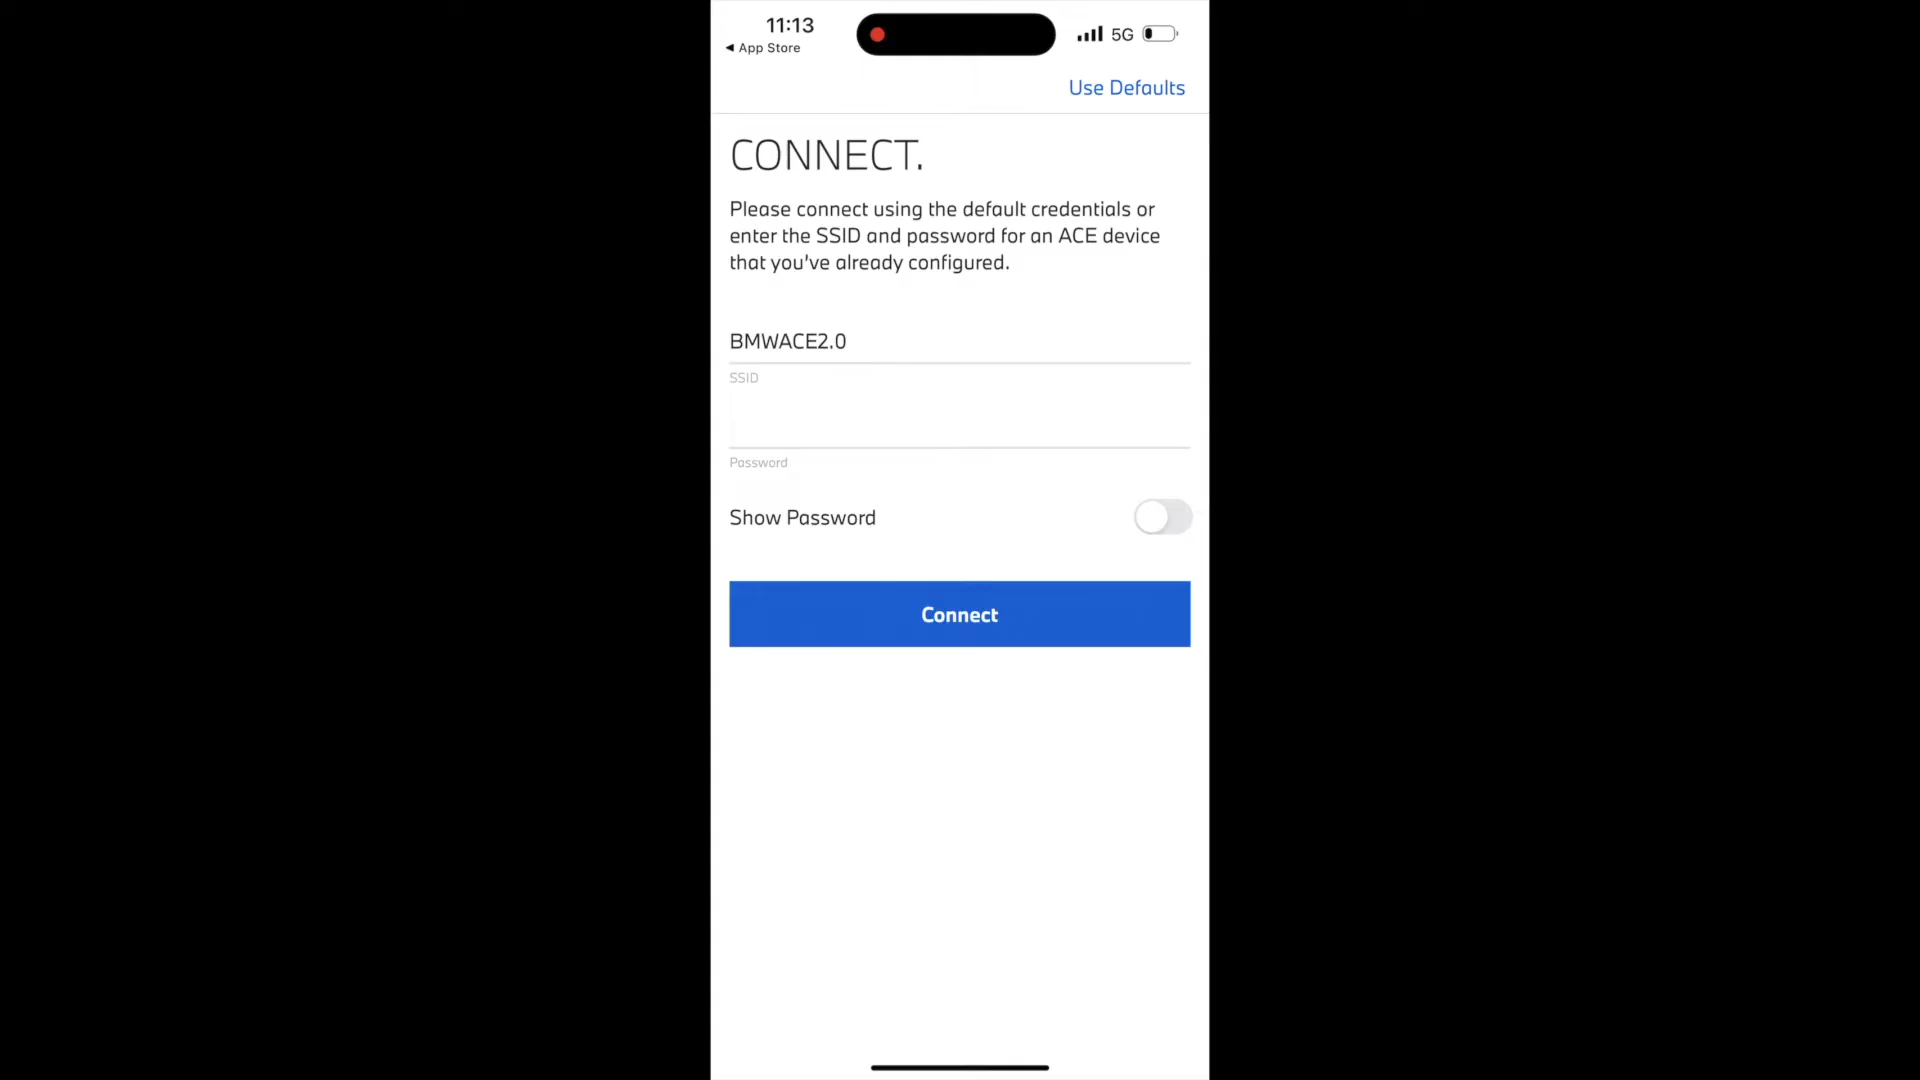 11:13
5G
◀ App Store
Use Defaults
CONNECT.
Please connect using the default credentials or
enter the SSID and password for an ACE device
that you've already configured.
BMWACE2.0
SSID
Password
Show Password
Connect